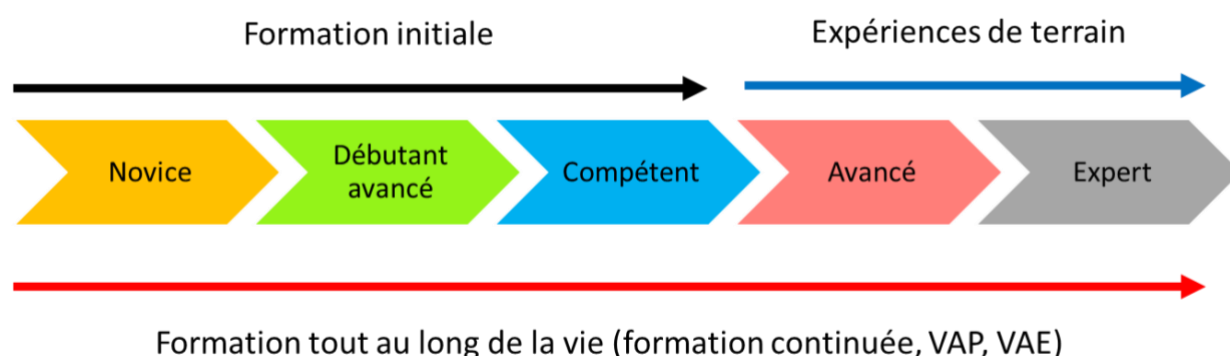 Formation initiale
Expériences de terrain
Novice
Débutant
avancé
Compétent
Avancé
Expert
Formation tout au long de la vie (formation continuée, VAP, VAE)